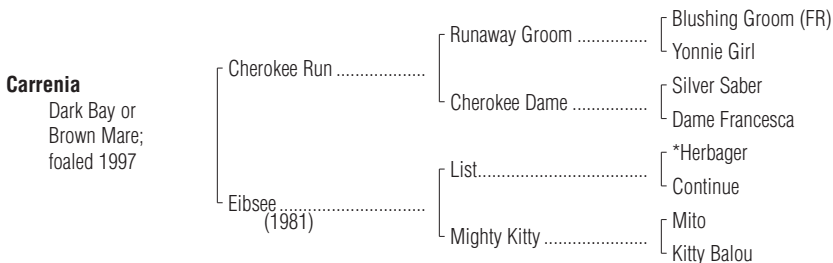 Carrenia
Dark Bay or
Brown Mare;
foaled 1997
Cherokee Run ...................
Eibsee ...............................
(1981)
Runaway Groom ...............
Cherokee Dame ................
List....................................
Mighty Kitty ......................
Blushing Groom (FR)
Yonnie Girl
Silver Saber
Dame Francesca
*Herbager
Continue
Mito
Kitty Balou